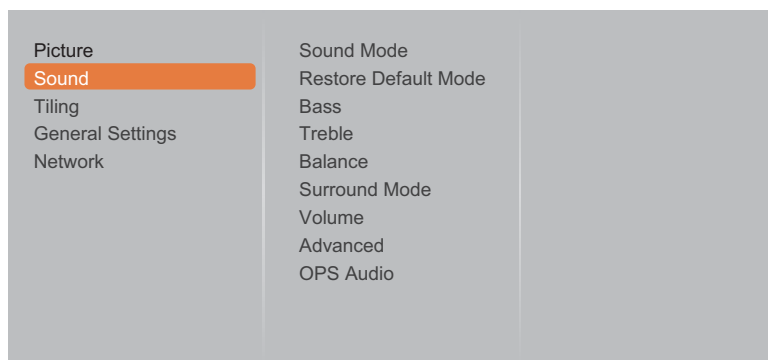 Picture
Sound
Tiling
General Settings
Network
Sound Mode
Restore Default Mode
Bass
Treble
Balance
Surround Mode
Volume
Advanced
OPS Audio